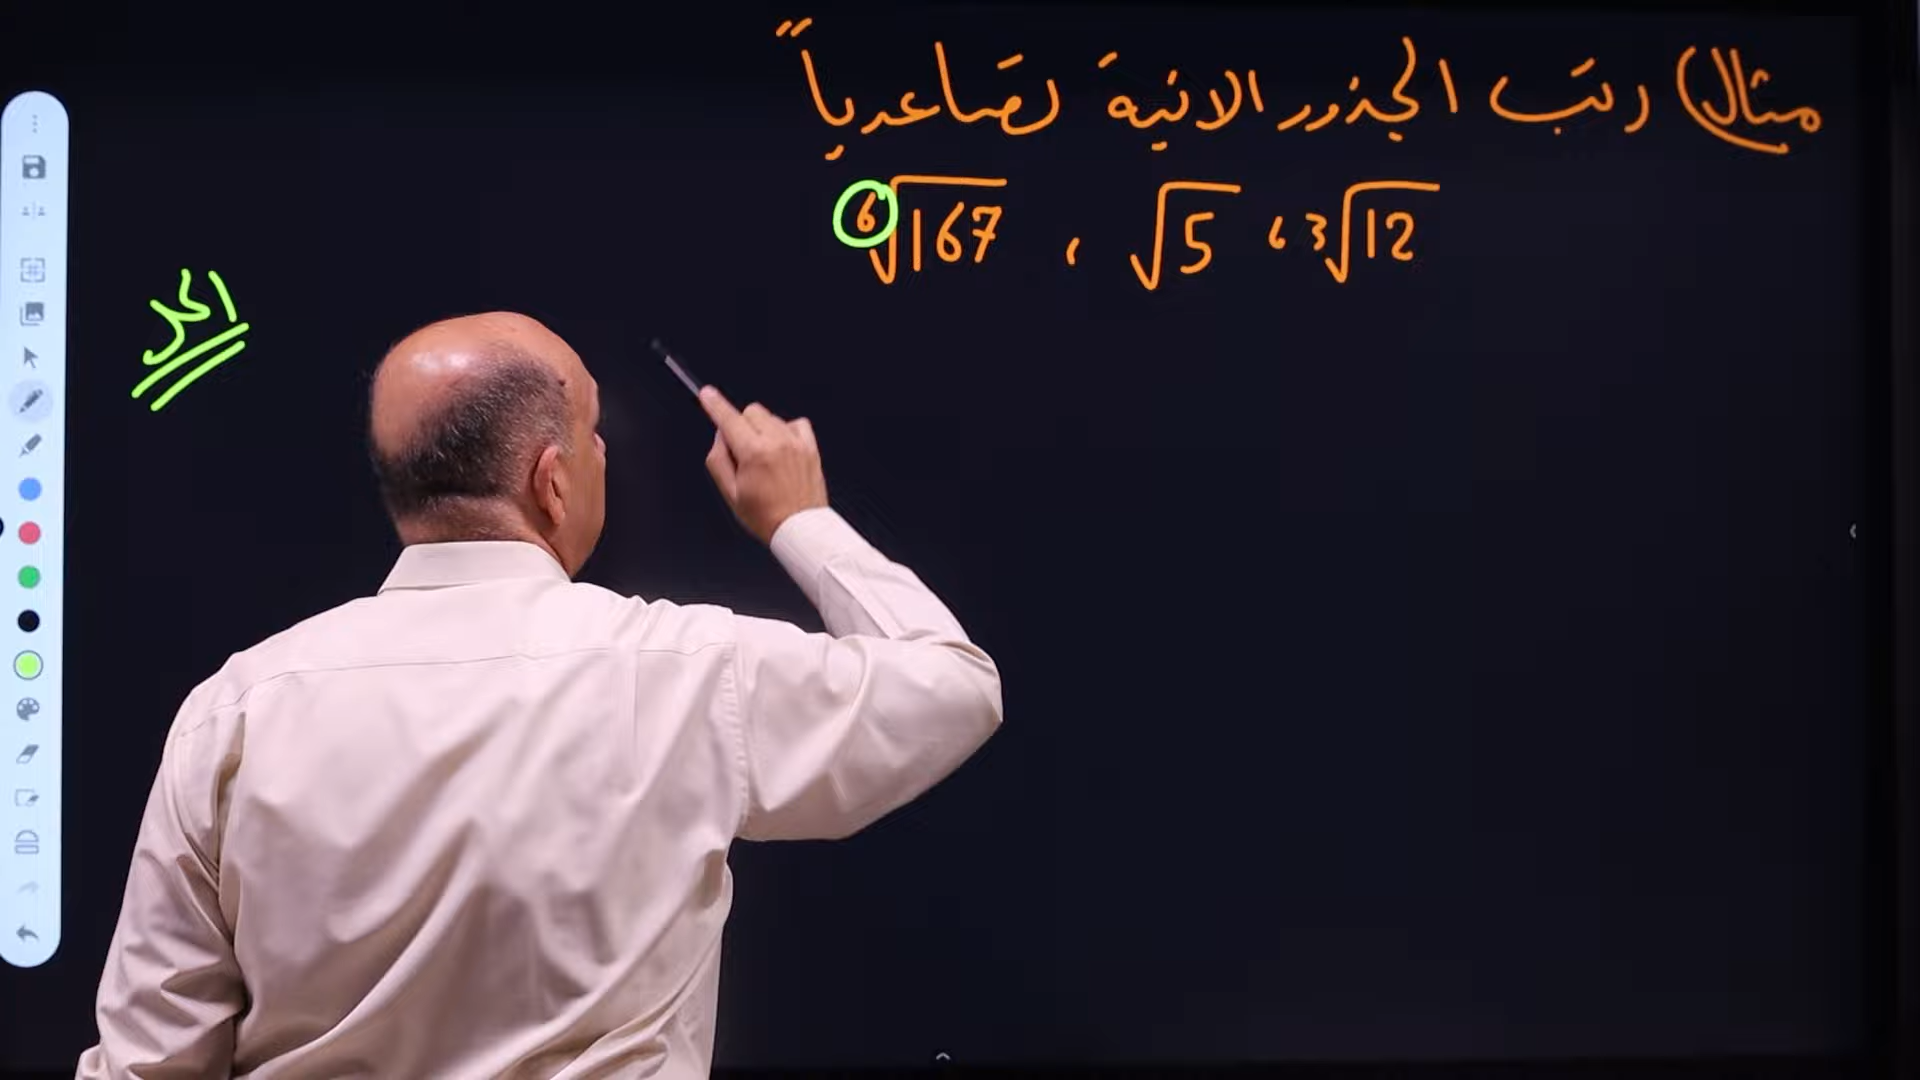 مثال رتب الجذور الاتية تصاعدياً
⁶√167 ، √5 ، ³√12
الحل